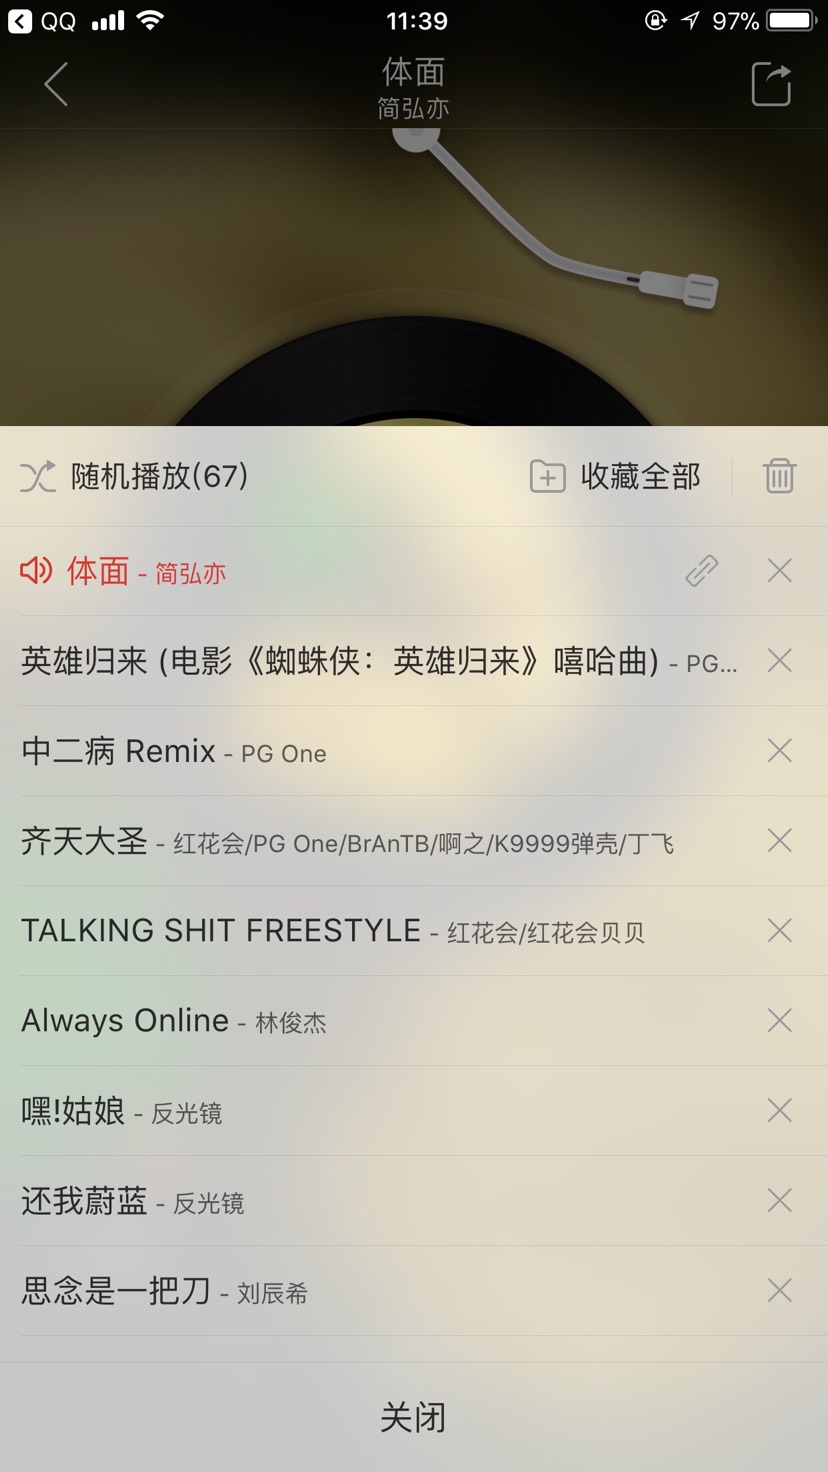 QQ 11:39 97%
体面
简弘亦
随机播放(67) 收藏全部
体面 - 简弘亦
英雄归来 (电影《蜘蛛侠：英雄归来》嘻哈曲) - PG...
中二病 Remix - PG One
齐天大圣 - 红花会/PG One/BrAnTB/啊之/K9999弹壳/丁飞
TALKING SHIT FREESTYLE - 红花会/红花会贝贝
Always Online - 林俊杰
嘿!姑娘 - 反光镜
还我蔚蓝 - 反光镜
思念是一把刀 - 刘辰希
关闭